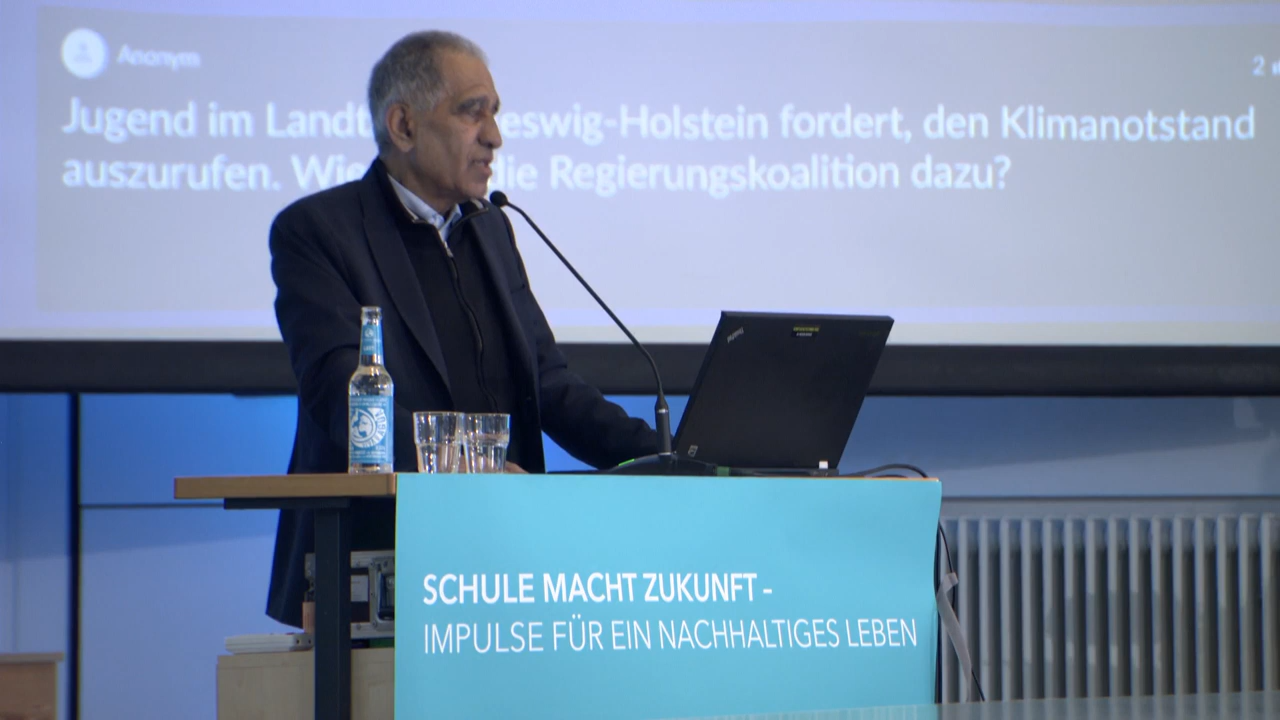 Anonym
2
Jugend im Landt eswig-Holstein fordert, den Klimanotstand
auszurufen. Wie die Regierungskoalition dazu?
SCHULE MACHT ZUKUNFT –
IMPULSE FÜR EIN NACHHALTIGES LEBEN